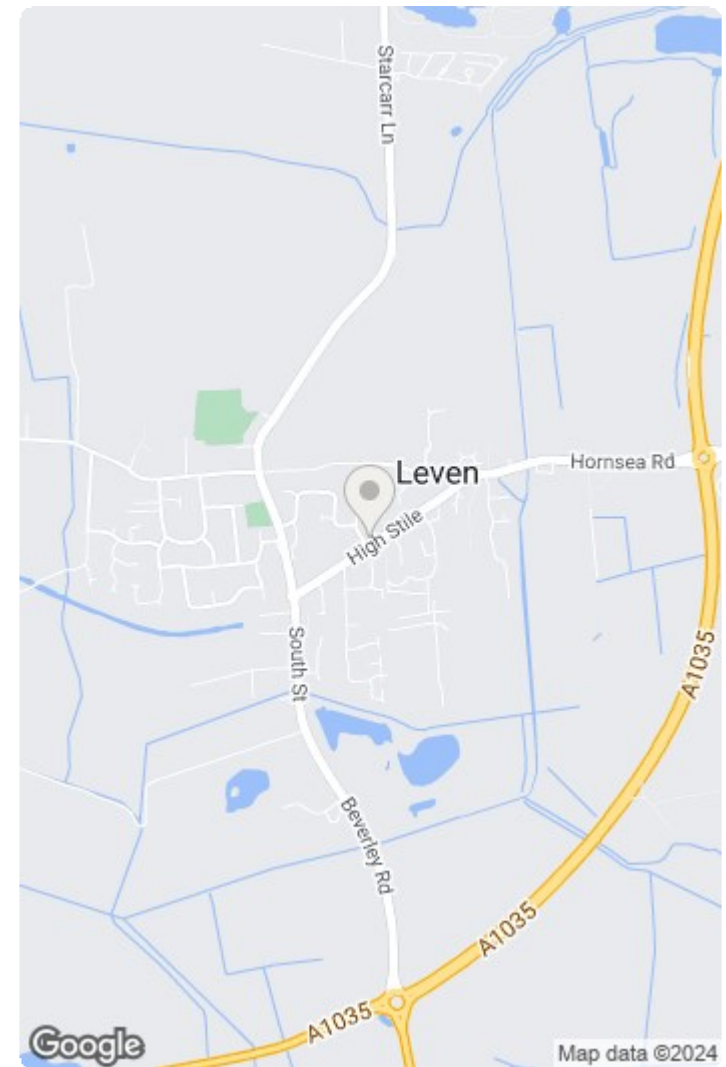 Starcarr Ln
Leven
Hornsea Rd
High Stile
South St
A1035
Beverley Rd
A1035
A1035
Google
Map data ©2024